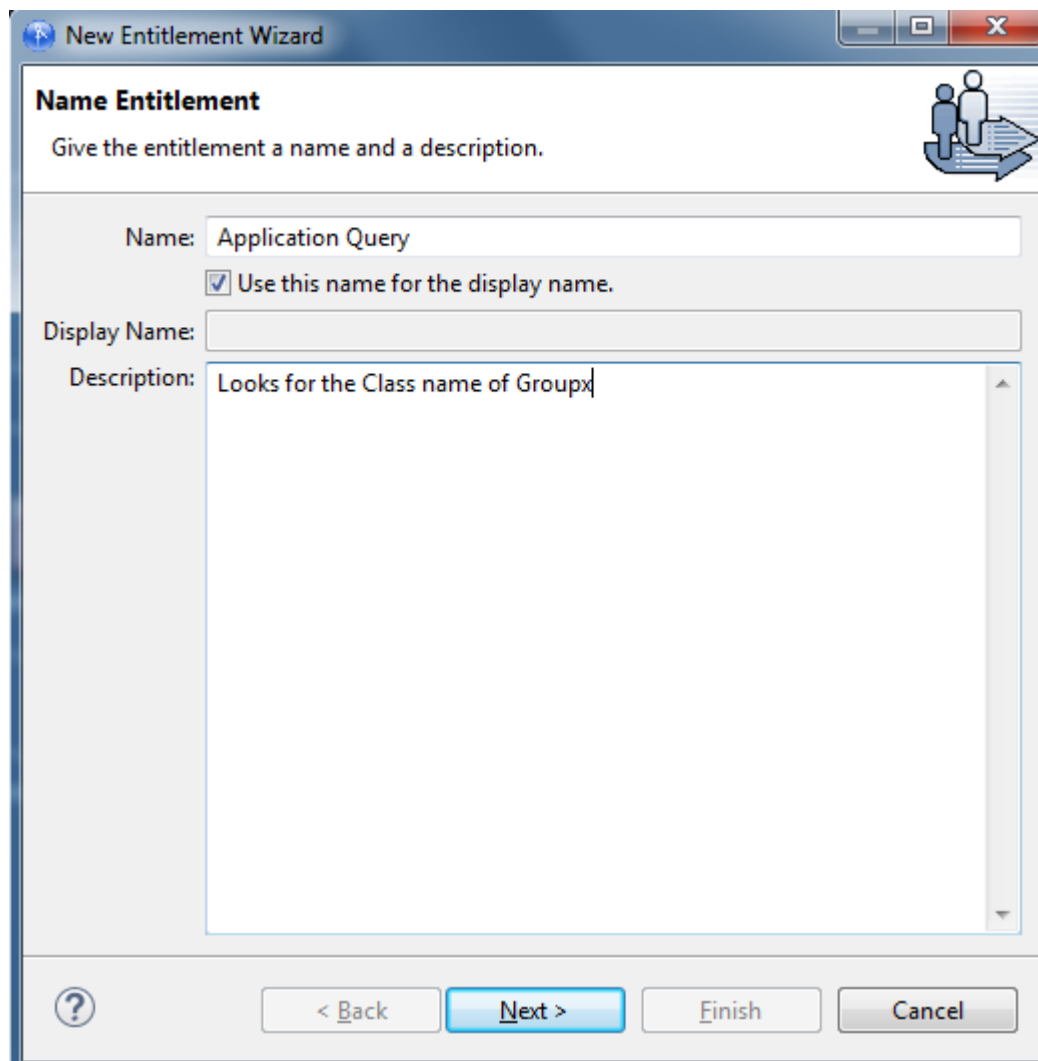 New Entitlement Wizard
Name Entitlement
Give the entitlement a name and a description.
Name: Application Query
Use this name for the display name.
Display Name:
Description: Looks for the Class name of Groupx
? < Back Next > Finish Cancel